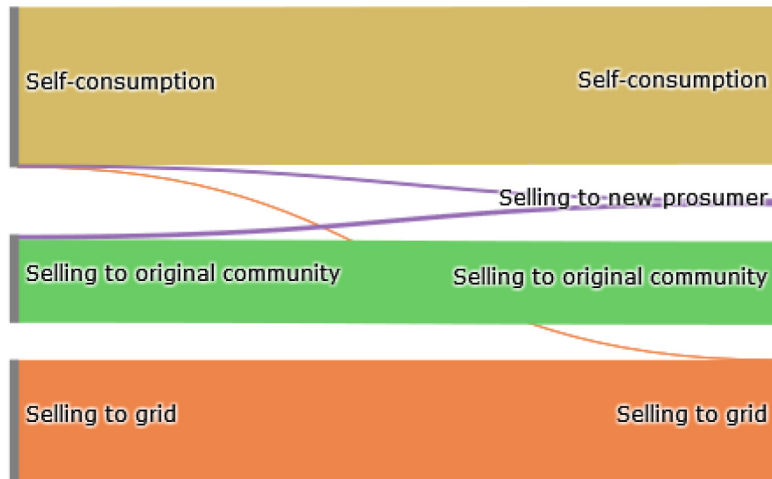 Self-consumption
Self-consumption
Selling to new prosumer
Selling to original community
Selling to original community
Selling to grid
Selling to grid